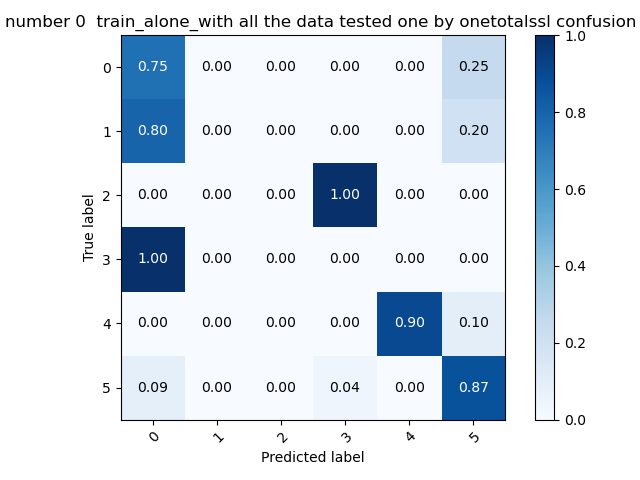 number 0  train_alone_with all the data tested one by onetotalssl confusion
0 0.75 0.00 0.00 0.00 0.00 0.25
1 0.80 0.00 0.00 0.00 0.00 0.20
2 0.00 0.00 0.00 1.00 0.00 0.00
3 1.00 0.00 0.00 0.00 0.00 0.00
4 0.00 0.00 0.00 0.00 0.90 0.10
5 0.09 0.00 0.00 0.04 0.00 0.87
0 1 2 3 4 5
Predicted label
True label
1.0
0.8
0.6
0.4
0.2
0.0